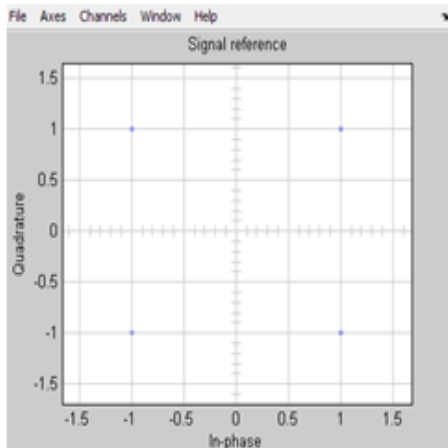 File Axes Channels Window Help
Signal reference
1.5
1
0.5
0
-0.5
-1
-1.5
Quadrature
-1.5 -1 -0.5 0 0.5 1 1.5
In-phase